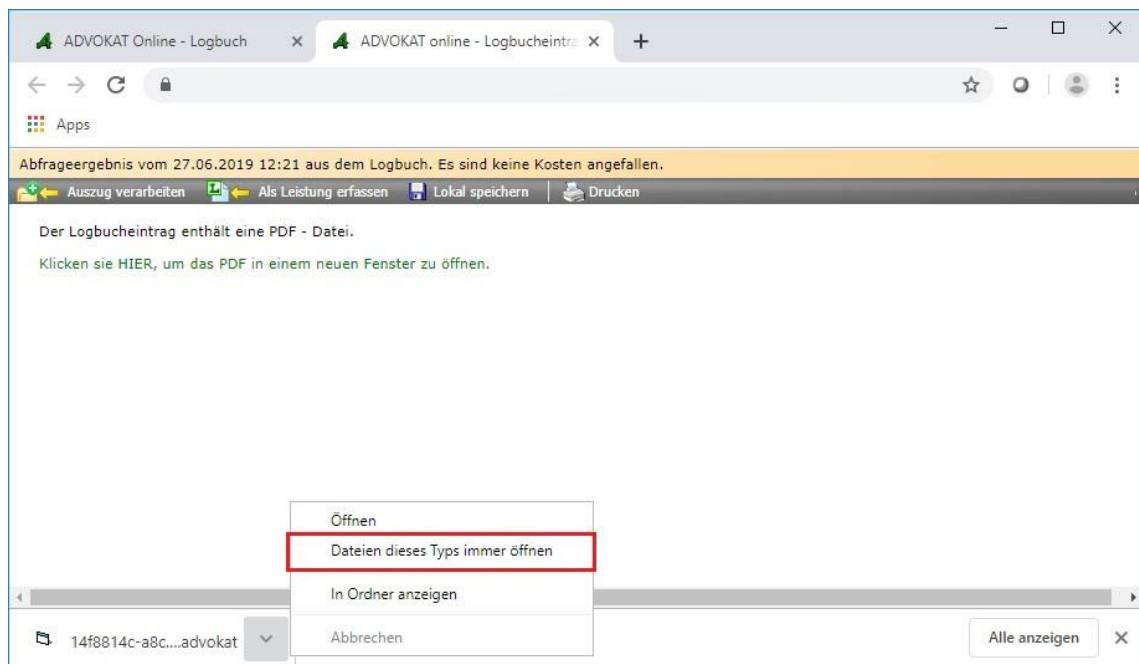 ADVOKAT Online - Logbuch
ADVOKAT online - Logbucheintra
Apps
Abfrageergebnis vom 27.06.2019 12:21 aus dem Logbuch. Es sind keine Kosten angefallen.
Auszug verarbeiten Als Leistung erfassen Lokal speichern Drucken
Der Logbucheintrag enthält eine PDF - Datei.
Klicken sie HIER, um das PDF in einem neuen Fenster zu öffnen.
Öffnen
Dateien dieses Typs immer öffnen
In Ordner anzeigen
Abbrechen
14f8814c-a8c....advokat
Alle anzeigen